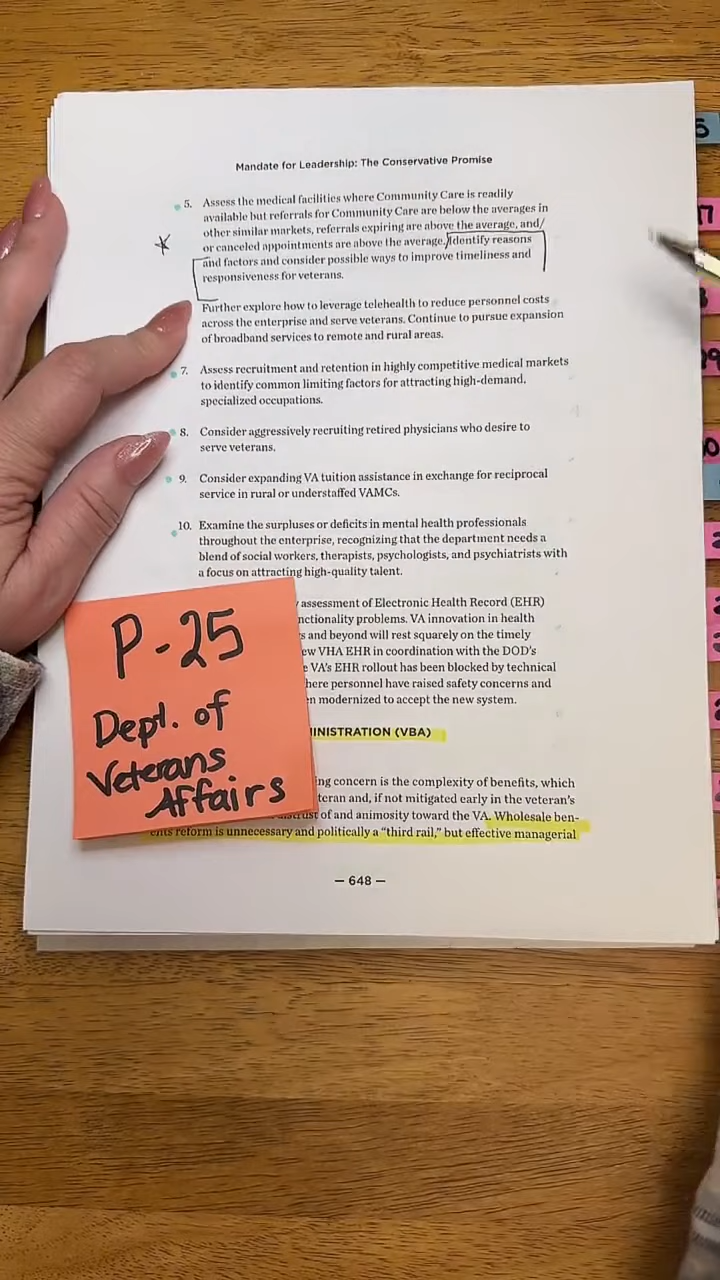 Mandate for Leadership: The Conservative Promise
5. Assess the medical facilities where Community Care is readily
available but referrals for Community Care are below the averages in
other similar markets, referrals expiring are above the average, and/
or canceled appointments are above the average. Identify reasons
and factors and consider possible ways to improve timeliness and
responsiveness for veterans.
Further explore how to leverage telehealth to reduce personnel costs
across the enterprise and serve veterans. Continue to pursue expansion
of broadband services to remote and rural areas.
7. Assess recruitment and retention in highly competitive medical markets
to identify common limiting factors for attracting high-demand,
specialized occupations.
8. Consider aggressively recruiting retired physicians who desire to
serve veterans.
9. Consider expanding VA tuition assistance in exchange for reciprocal
service in rural or understaffed VAMCs.
10. Examine the surpluses or deficits in mental health professionals
throughout the enterprise, recognizing that the department needs a
blend of social workers, therapists, psychologists, and psychiatrists with
a focus on attracting high-quality talent.
assessment of Electronic Health Record (EHR)
nctionality problems. VA innovation in health
s and beyond will rest squarely on the timely
ew VHA EHR in coordination with the DOD's
e VA's EHR rollout has been blocked by technical
here personnel have raised safety concerns and
n modernized to accept the new system.
INISTRATION (VBA)
ing concern is the complexity of benefits, which
teran and, if not mitigated early in the veteran's
of and animosity toward the VA. Wholesale ben-
efits reform is unnecessary and politically a "third rail," but effective managerial
— 648 —
P-25
Dept. of
Veterans
Affairs